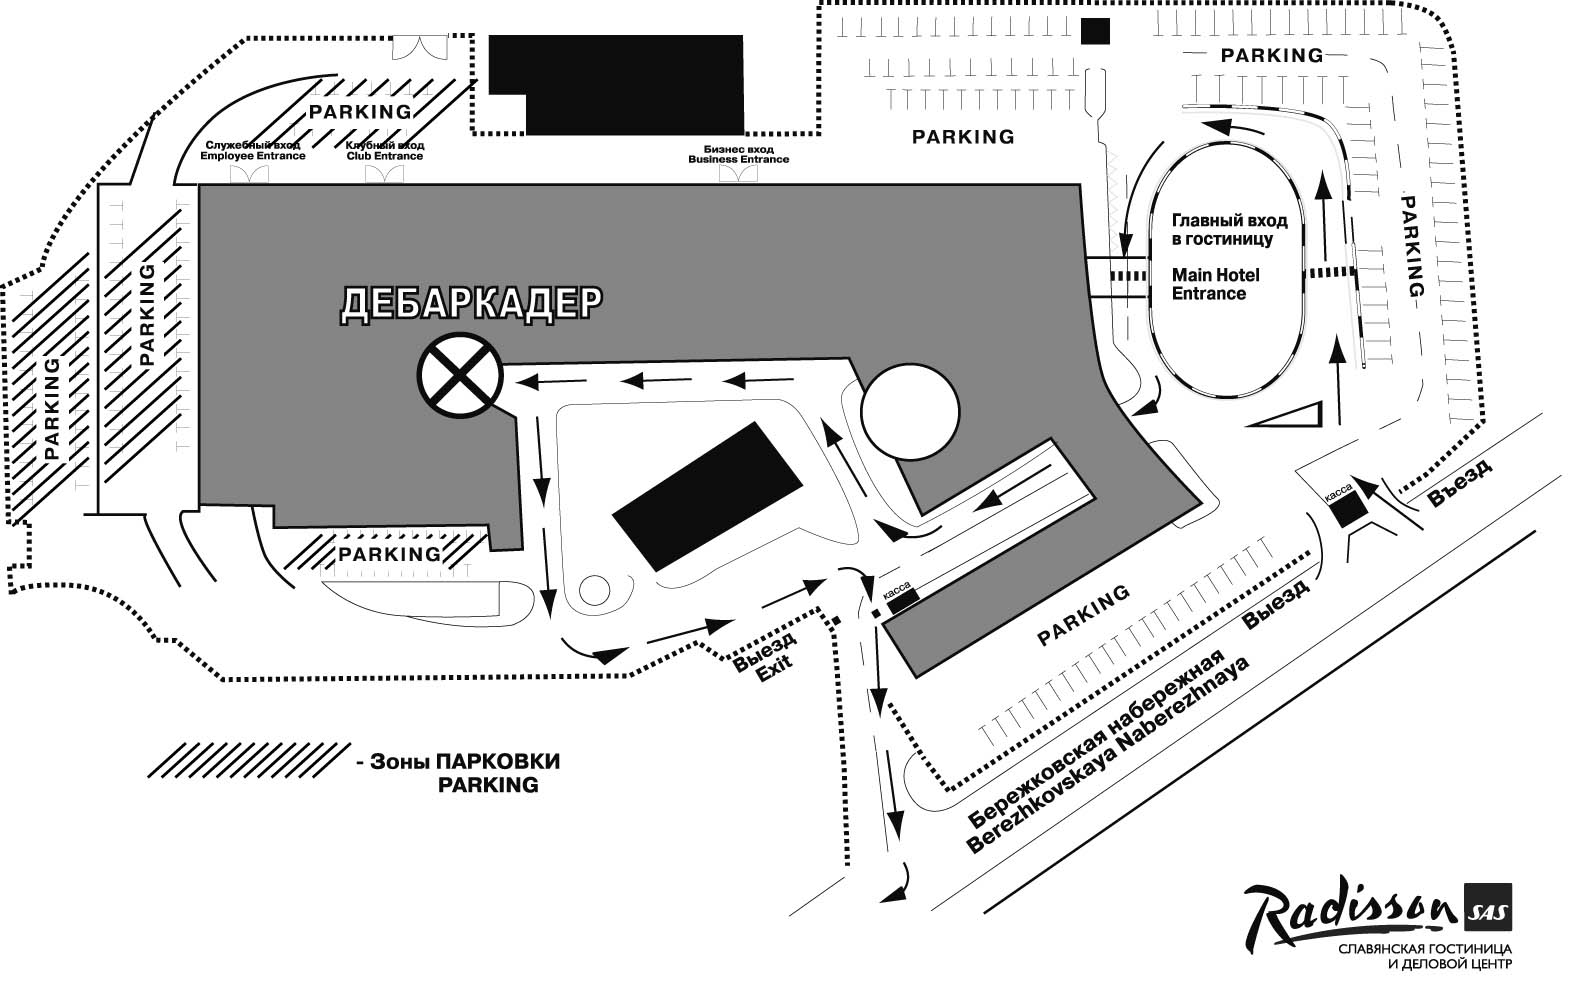 PARKING
PARKING
PARKING
Служебный вход
Employee Entrance
Клубный вход
Club Entrance
Бизнес вход
Business Entrance
Главный вход
в гостиницу
Main Hotel
Entrance
PARKING
PARKING
PARKING
ДЕБАРКАДЕР
касса
Въезд
PARKING
касса
Выезд
PARKING
Выезд
Exit
Бережковская набережная
Berezhkovskaya Naberezhnaya
- Зоны ПАРКОВКИ
PARKING
Radisson SAS
СЛАВЯНСКАЯ ГОСТИНИЦА
И ДЕЛОВОЙ ЦЕНТР